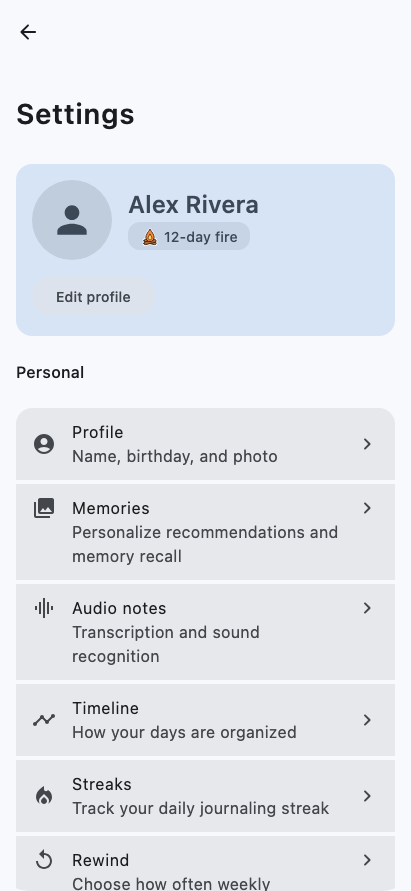 Settings
Alex Rivera
12-day fire
Edit profile
Personal
Profile
Name, birthday, and photo
Memories
Personalize recommendations and
memory recall
Audio notes
Transcription and sound
recognition
Timeline
How your days are organized
Streaks
Track your daily journaling streak
Rewind
Choose how often weekly